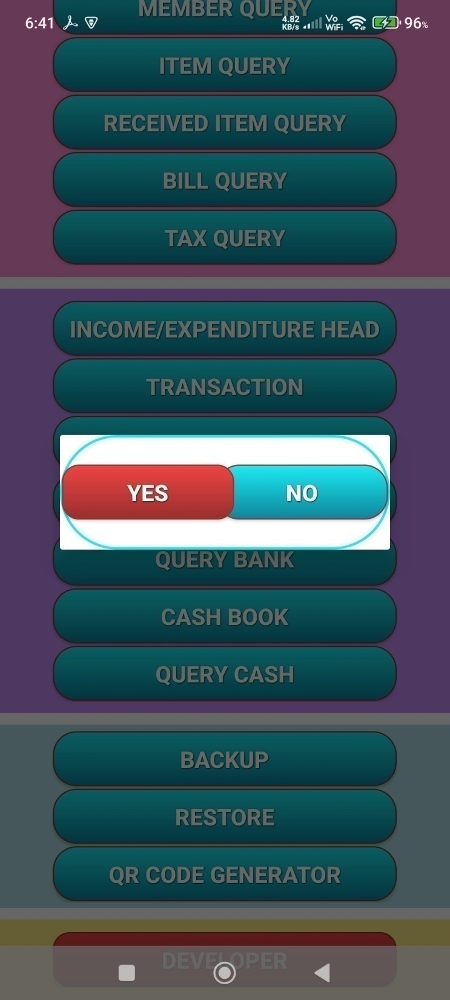 MEMBER QUERY
6:41 4.82 KB/s Vo WiFi 96%
ITEM QUERY
RECEIVED ITEM QUERY
BILL QUERY
TAX QUERY
INCOME/EXPENDITURE HEAD
TRANSACTION
YES NO
QUERY BANK
CASH BOOK
QUERY CASH
BACKUP
RESTORE
QR CODE GENERATOR
DEVELOPER